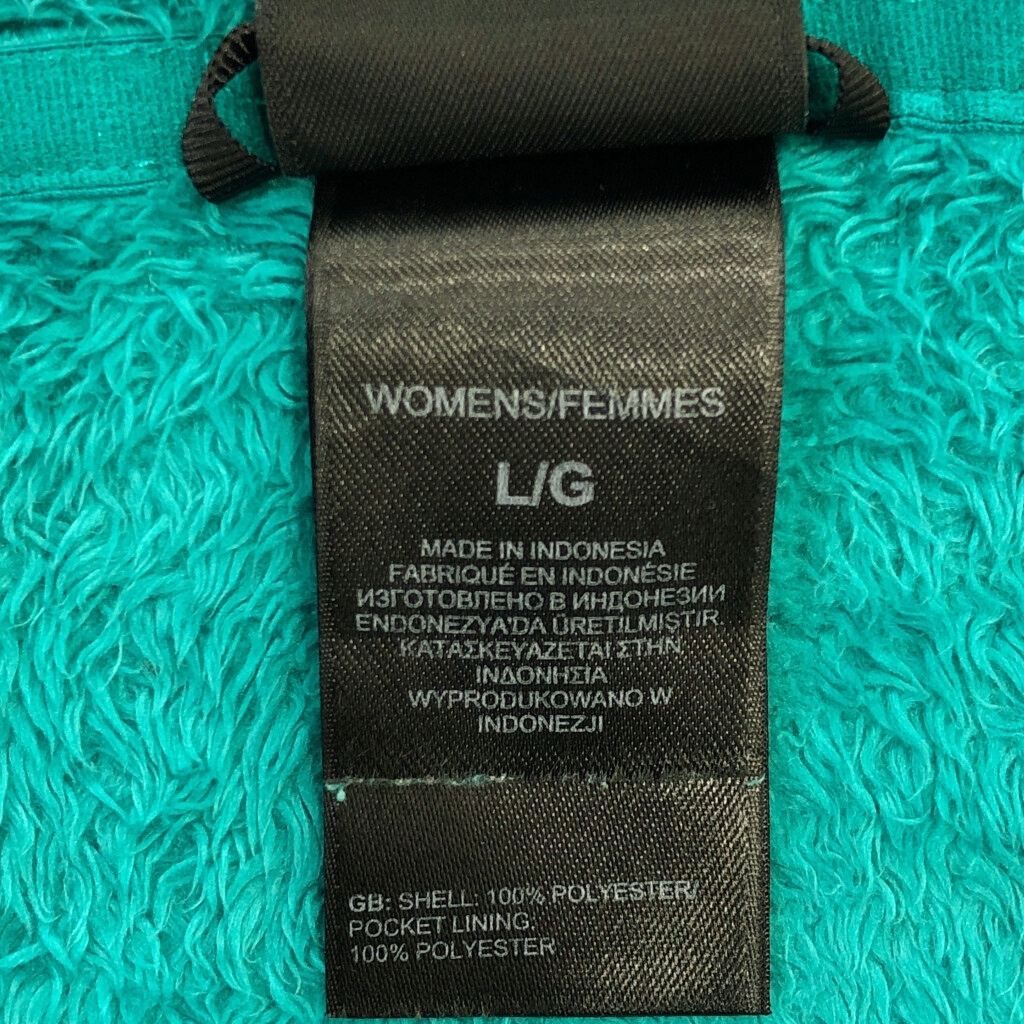 WOMENS/FEMMES
L/G
MADE IN INDONESIA
FABRIQUÉ EN INDONÉSIE
ИЗГОТОВЛЕНО В ИНДОНЕЗИИ
ENDONEZYA'DA ÜRETILMIŞTIR
ΚΑΤΑΣΚΕΥΑΖΕΤΑΙ ΣΤΗΝ
ΙΝΔΟΝΗΣΙΑ
WYPRODUKOWANO W
INDONEZJI
GB: SHELL: 100% POLYESTER/
POCKET LINING:
100% POLYESTER